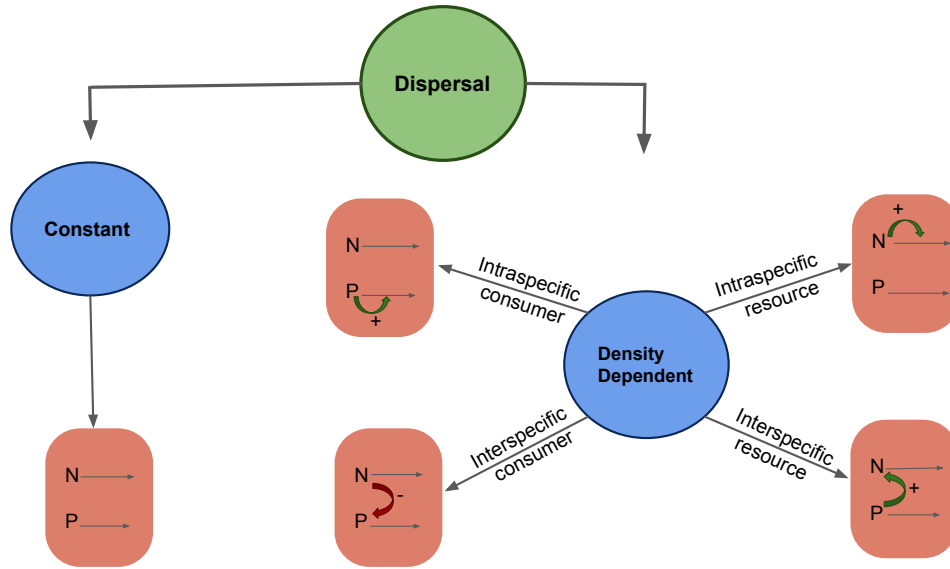 Dispersal
Constant
N
P
+
Intraspecific
consumer
Intraspecific
resource
+
N
P
Density
Dependent
N
P
Interspecific
consumer
N
-
P
Interspecific
resource
N
+
P